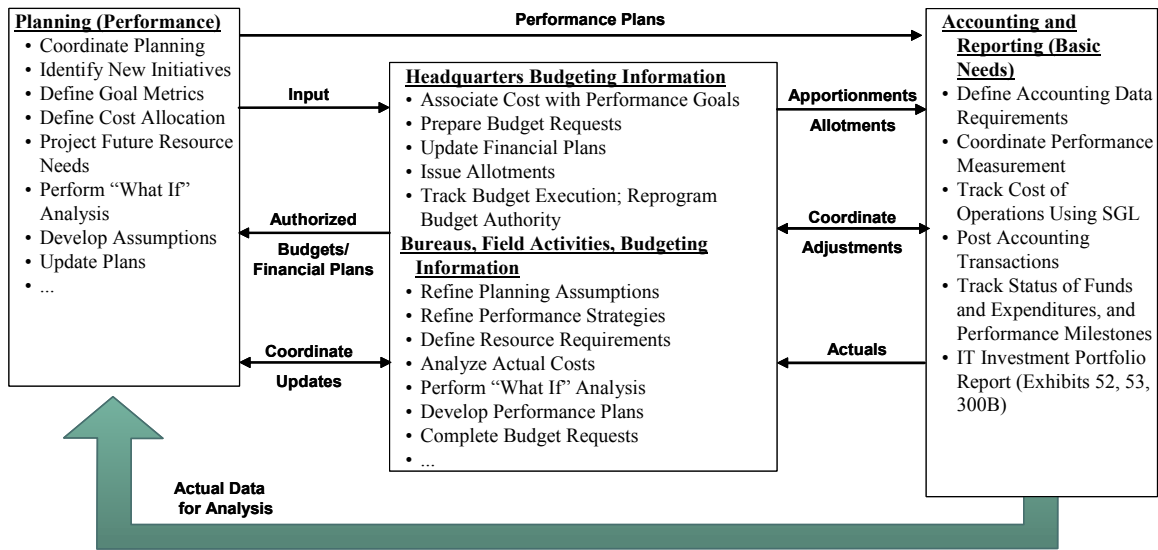 Planning (Performance)
• Coordinate Planning
• Identify New Initiatives
• Define Goal Metrics
• Define Cost Allocation
• Project Future Resource
Needs
• Perform “What If”
Analysis
• Develop Assumptions
• Update Plans
• ...
Performance Plans
Input
Authorized
Budgets/
Financial Plans
Coordinate
Updates
Headquarters Budgeting Information
• Associate Cost with Performance Goals
• Prepare Budget Requests
• Update Financial Plans
• Issue Allotments
• Track Budget Execution; Reprogram
Budget Authority
Bureaus, Field Activities, Budgeting
Information
• Refine Planning Assumptions
• Refine Performance Strategies
• Define Resource Requirements
• Analyze Actual Costs
• Perform “What If” Analysis
• Develop Performance Plans
• Complete Budget Requests
• ...
Apportionments
Allotments
Coordinate
Adjustments
Actuals
Accounting and
Reporting (Basic
Needs)
• Define Accounting Data
Requirements
• Coordinate Performance
Measurement
• Track Cost of
Operations Using SGL
• Post Accounting
Transactions
• Track Status of Funds
and Expenditures, and
Performance Milestones
• IT Investment Portfolio
Report (Exhibits 52, 53,
300B)
Actual Data
for Analysis